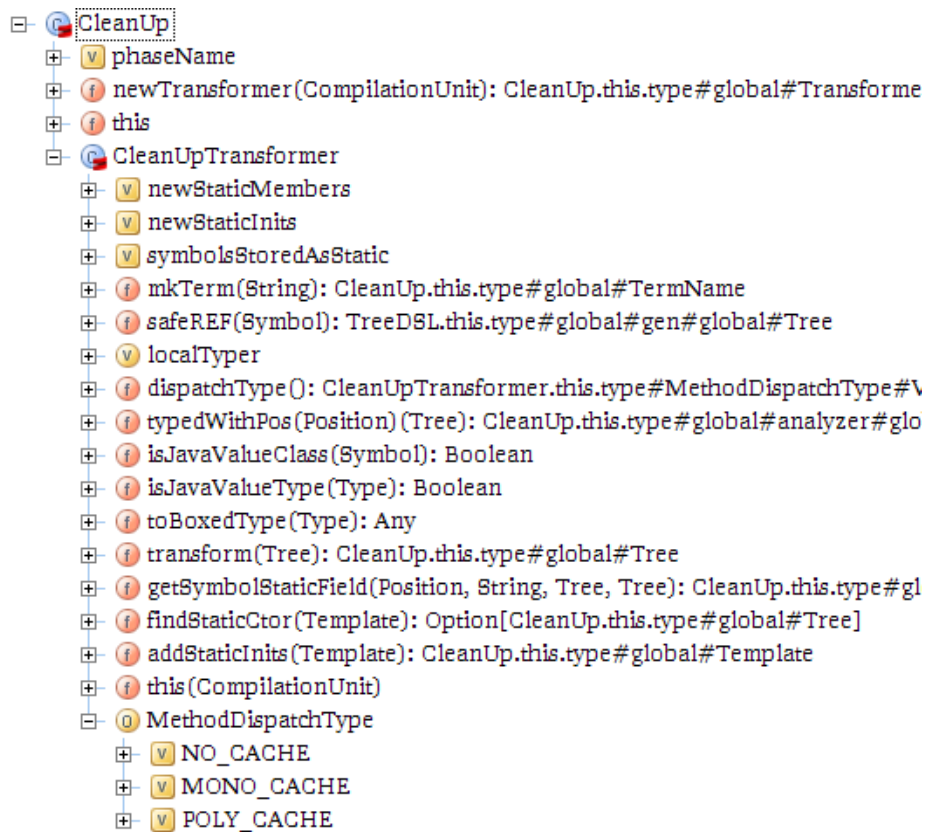 CleanUp
phaseName
newTransformer(CompilationUnit): CleanUp.this.type#global#Transforme
this
CleanUpTransformer
newStaticMembers
newStaticInits
symbolsStoredAsStatic
mkTerm(String): CleanUp.this.type#global#TermName
safeREF(Symbol): TreeDSL.this.type#global#gen#global#Tree
localTyper
dispatchType(): CleanUpTransformer.this.type#MethodDispatchType#V
typedWithPos(Position)(Tree): CleanUp.this.type#global#analyzer#glo
isJavaValueClass(Symbol): Boolean
isJavaValueType(Type): Boolean
toBoxedType(Type): Any
transform(Tree): CleanUp.this.type#global#Tree
getSymbolStaticField(Position, String, Tree, Tree): CleanUp.this.type#gl
findStaticCtor(Template): Option[CleanUp.this.type#global#Tree]
addStaticInits(Template): CleanUp.this.type#global#Template
this(CompilationUnit)
MethodDispatchType
NO_CACHE
MONO_CACHE
POLY_CACHE